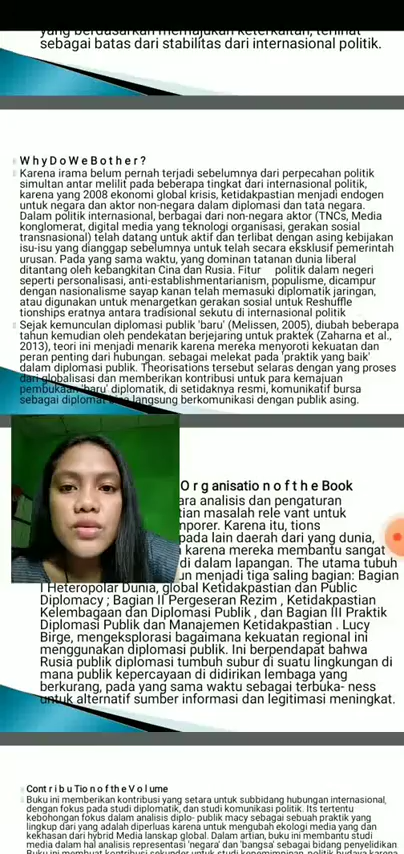 yang berdasarkan memajukan keterkaitan, terlihat
sebagai batas dari stabilitas dari internasional politik.
W h y D o W e B o t h e r ?
Karena irama belum pernah terjadi sebelumnya dari perpecahan politik
simultan antar melilit pada beberapa tingkat dari internasional politik,
karena yang 2008 ekonomi global krisis, ketidakpastian menjadi endogen
untuk negara dan aktor non-negara dalam diplomasi dan tata negara.
Dalam politik internasional, berbagai dari non-negara aktor (TNCs, Media
konglomerat, digital media yang teknologi organisasi, gerakan sosial
transnasional) telah datang untuk aktif dan terlibat dengan asing kebijakan
isu-isu yang dianggap sebelumnya untuk telah secara eksklusif pemerintah
urusan. Pada yang sama waktu, yang dominan tatanan dunia liberal
ditantang oleh kebangkitan Cina dan Rusia. Fitur politik dalam negeri
seperti personalisasi, anti-establishmentarianism, populisme, dicampur
dengan nasionalisme sayap kanan telah memasuki diplomatik jaringan,
atau digunakan untuk menargetkan gerakan sosial untuk Reshuffle
tionships eratnya antara tradisional sekutu di internasional politik
Sejak kemunculan diplomasi publik 'baru' (Melissen, 2005), diubah beberapa
tahun kemudian oleh pendekatan berjejaring untuk praktek (Zaharna et al.,
2013), teori ini menjadi menarik karena mereka menyoroti kekuatan dan
peran penting dari hubungan. sebagai melekat pada 'praktik yang baik'
dalam diplomasi publik. Theorisations tersebut selaras dengan yang proses
dari globalisasi dan memberikan kontribusi untuk para kemajuan
pembukaan 'baru' diplomatik, di setidaknya resmi, komunikatif bursa
sebagai diplomat bisa langsung berkomunikasi dengan publik asing.
O r g anisatio n o f t h e Book
ara analisis dan pengaturan
tian masalah rele vant untuk
nporer. Karena itu, tions
pada lain daerah dari yang dunia,
karena mereka membantu sangat
di dalam lapangan. The utama tubuh
un menjadi tiga saling bagian: Bagian
I Heteropolar Dunia, global Ketidakpastian dan Public
Diplomacy ; Bagian II Pergeseran Rezim , Ketidakpastian
Kelembagaan dan Diplomasi Publik , dan Bagian III Praktik
Diplomasi Publik dan Manajemen Ketidakpastian . Lucy
Birge, mengeksplorasi bagaimana kekuatan regional ini
menggunakan diplomasi publik. Ini berpendapat bahwa
Rusia publik diplomasi tumbuh subur di suatu lingkungan di
mana publik kepercayaan di didirikan lembaga yang
berkurang, pada yang sama waktu sebagai terbuka- ness
untuk alternatif sumber informasi dan legitimasi meningkat.
Cont r i b u Tio n o f t h e V o l u m e
Buku ini memberikan kontribusi yang setara untuk subbidang hubungan internasional,
dengan fokus pada studi diplomatik, dan studi komunikasi politik. Its tertentu
kebohongan fokus dalam analisis diplo- publik macy sebagai sebuah praktik yang
lingkup dari yang adalah diperluas karena untuk mengubah ekologi media yang dan
kekhasan dari hybrid Media lanskap global. Dalam artian, buku ini membantu studi
media dalam hal analisis representasi 'negara' dan 'bangsa' sebagai bidang penyelidikan